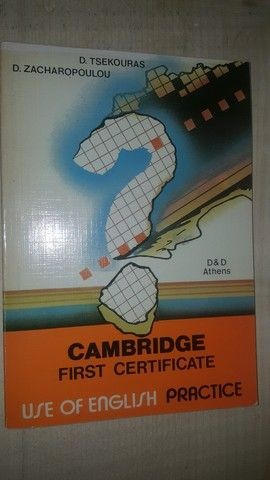 D. TSEKOURAS
D. ZACHAROPOULOU
D&D
Athens
CAMBRIDGE
FIRST CERTIFICATE
USE OF ENGLISH PRACTICE